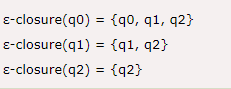 ε-closure(q0) = {q0, q1, q2}
ε-closure(q1) = {q1, q2}
ε-closure(q2) = {q2}